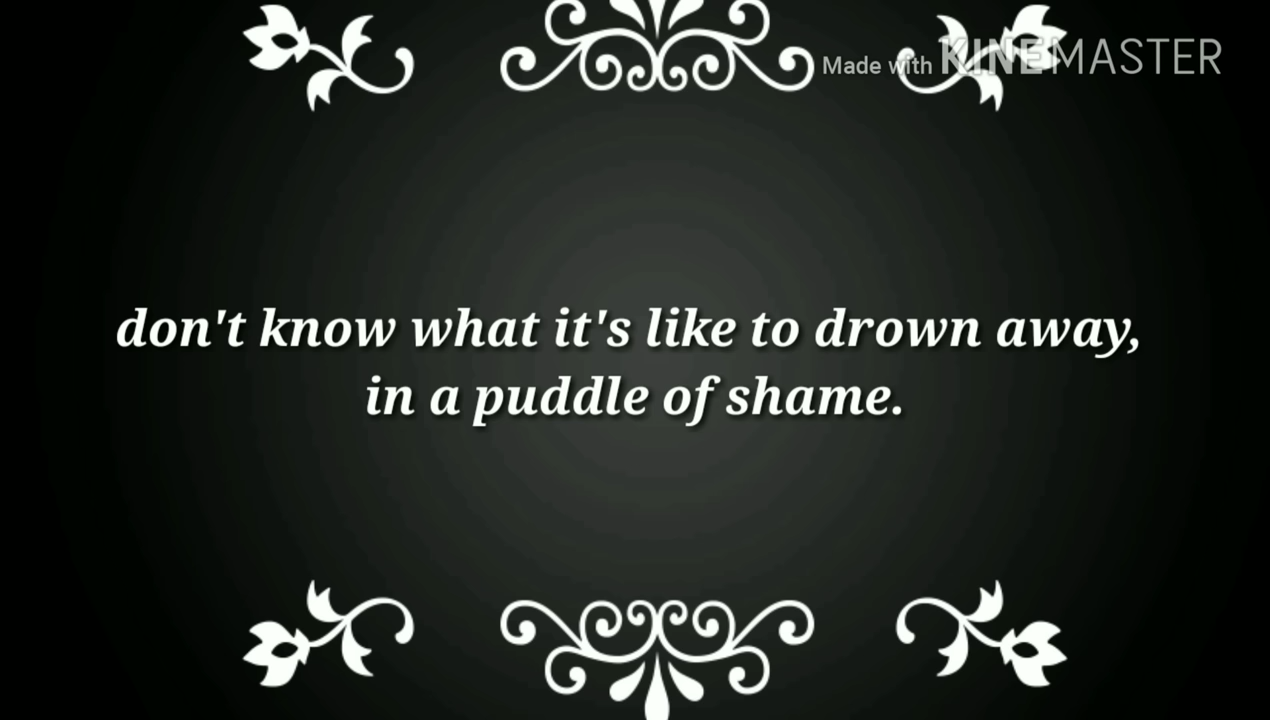 Made with KINEMASTER
don't know what it's like to drown away,
in a puddle of shame.